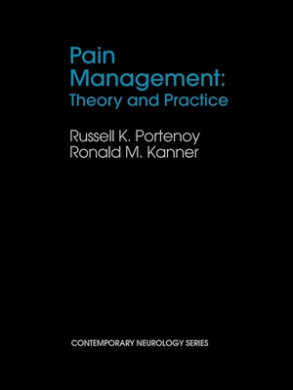 Pain
Management:
Theory and Practice
Russell K. Portenoy
Ronald M. Kanner
CONTEMPORARY NEUROLOGY SERIES